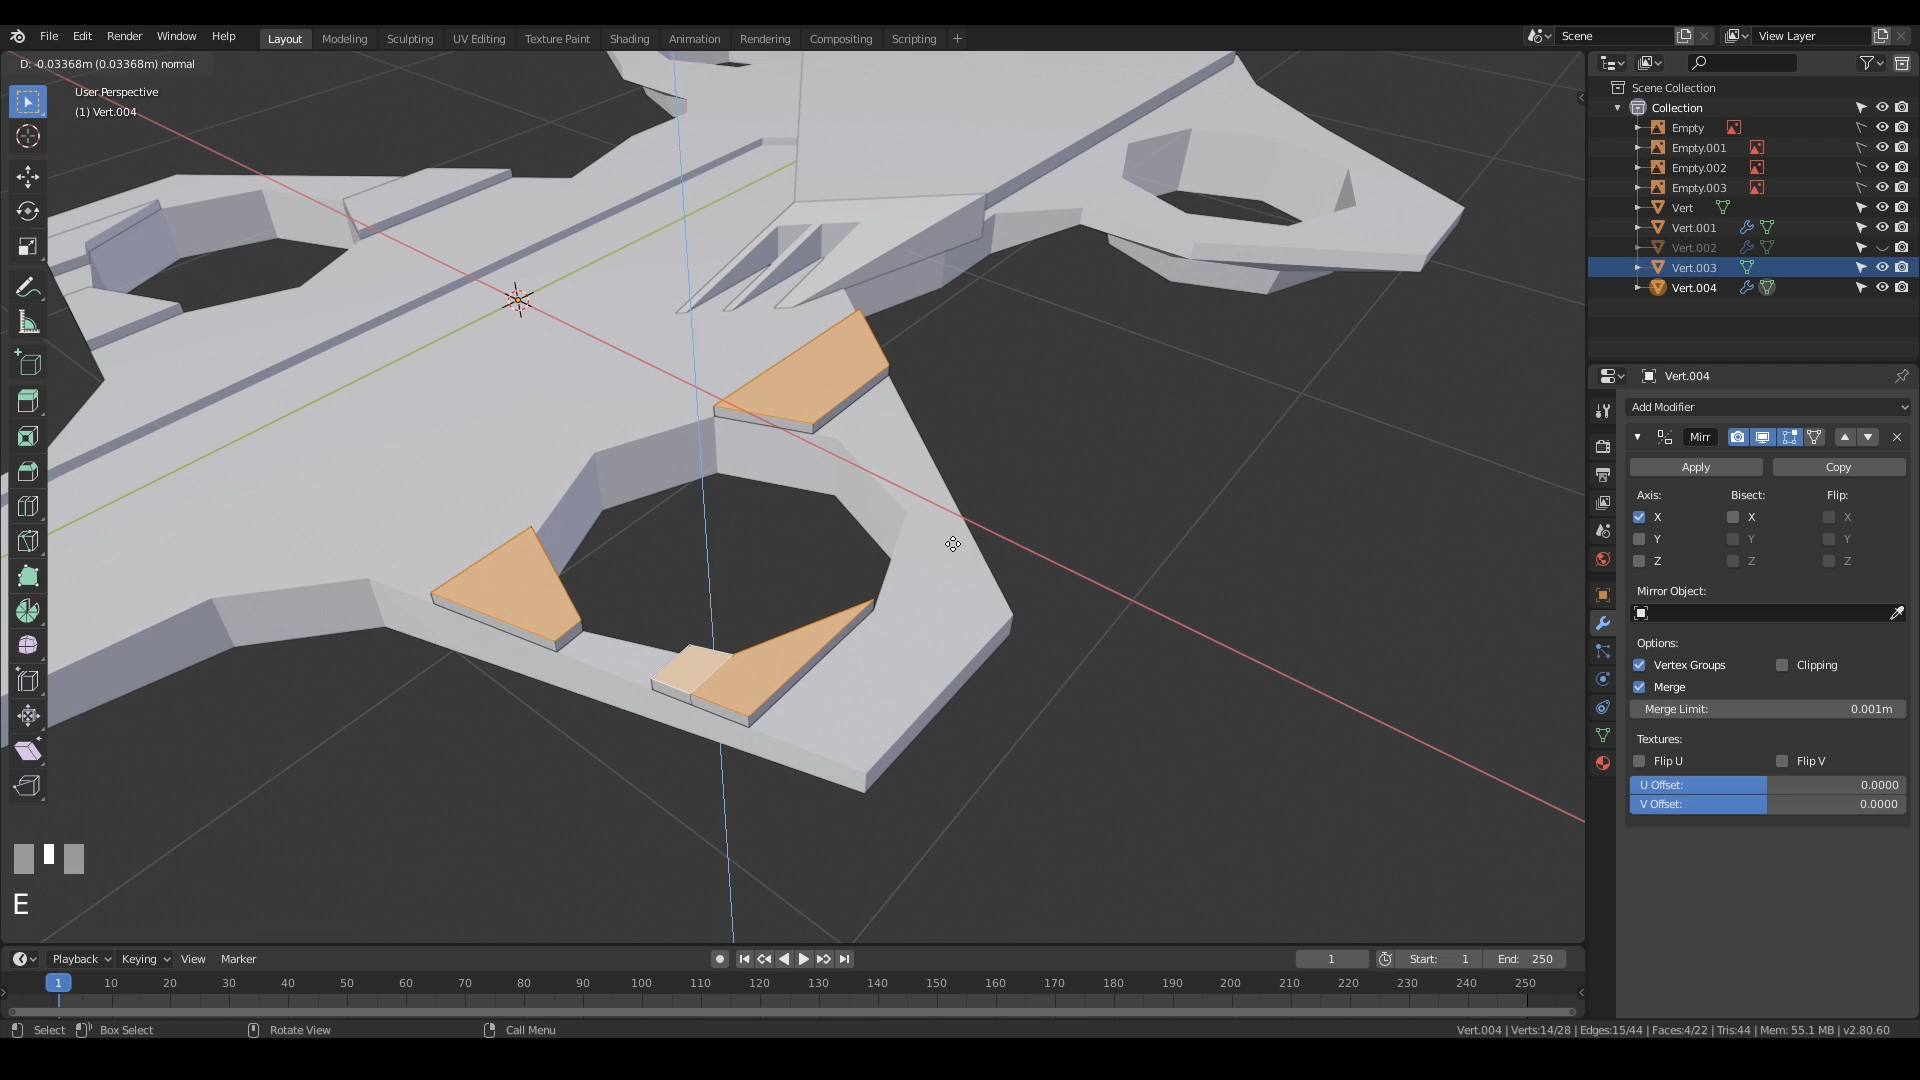 File Edit Render Window Help
Layout Modeling Sculpting UV Editing Texture Paint Shading Animation Rendering Compositing Scripting +
Scene
View Layer
D: -0.03368m (0.03368m) normal
User Perspective
(1) Vert.004
Scene Collection
Collection
Empty
Empty.001
Empty.002
Empty.003
Vert
Vert.001
Vert.002
Vert.003
Vert.004
Vert.004
Add Modifier
Mirr
Apply Copy
Axis: Bisect: Flip:
X X X
Y Y Y
Z Z Z
Mirror Object:
Options:
Vertex Groups Clipping
Merge
Merge Limit: 0.001m
Textures:
Flip U Flip V
U Offset: 0.0000
V Offset: 0.0000
E
Playback Keying View Marker
1 Start: 1 End: 250
1 10 20 30 40 50 60 70 80 90 100 110 120 130 140 150 160 170 180 190 200 210 220 230 240 250
Select Box Select Rotate View Call Menu
Vert.004 | Verts:14/28 | Edges:15/44 | Faces:4/22 | Tris:44 | Mem: 55.1 MB | v2.80.60